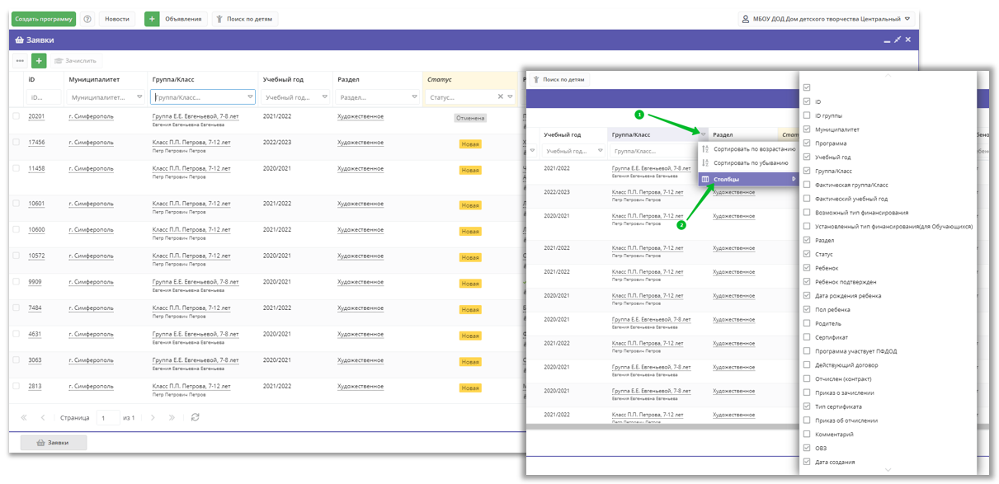 Создать программу ? Новости + Объявления Поиск по детям МБОУ ДОД Дом детского творчества Центральный
Заявки
Зачислить
ID Муниципалитет Группа/Класс Учебный год Раздел Статус
ID... Муниципалитет... Группа/Класс... Учебный год... Раздел... Статус...
20201 г. Симферополь Группа Е.Е. Евгеньевой, 7-8 лет 2021/2022 Художественное Отменена
Евгения Евгеньевна Евгеньева
17456 г. Симферополь Класс П.П. Петрова, 7-12 лет 2022/2023 Художественное Новая
Петр Петрович Петров
11458 г. Симферополь Группа Е.Е. Евгеньевой, 7-8 лет 2020/2021 Художественное Новая
Петр Петрович Петров
10601 г. Симферополь Класс П.П. Петрова, 7-12 лет 2021/2022 Художественное Новая
Петр Петрович Петров
10600 г. Симферополь Класс П.П. Петрова, 7-12 лет 2021/2022 Художественное Новая
Петр Петрович Петров
10572 г. Симферополь Класс П.П. Петрова, 7-12 лет 2020/2021 Художественное Новая
Петр Петрович Петров
9909 г. Симферополь Группа Е.Е. Евгеньевой, 7-8 лет 2020/2021 Художественное Новая
Евгения Евгеньевна Евгеньева
7484 г. Симферополь Класс П.П. Петрова, 7-12 лет 2021/2022 Художественное Новая
Петр Петрович Петров
4631 г. Симферополь Группа Е.Е. Евгеньевой, 7-8 лет 2020/2021 Художественное Новая
Евгения Евгеньевна Евгеньева
3063 г. Симферополь Группа Е.Е. Евгеньевой, 7-8 лет 2020/2021 Художественное Новая
Евгения Евгеньевна Евгеньева
2813 г. Симферополь Класс П.П. Петрова, 7-12 лет 2021/2022 Художественное Новая
Петр Петрович Петров
Страница 1 из 1
Заявки
Поиск по детям
1
Учебный год Группа/Класс Раздел
Учебный год... Группа/Класс...
Сортировать по возрастанию
Сортировать по убыванию
Столбцы
2
2021/2022 Группа Е.Е. Евгеньевой, 7-8 лет
Евгения Евгеньевна Евгеньева
2022/2023 Класс П.П. Петрова, 7-12 лет Художественное
Петр Петрович Петров
2020/2021 Класс П.П. Петрова, 7-12 лет Художественное
Петр Петрович Петров
2021/2022 Класс П.П. Петрова, 7-12 лет Художественное
Петр Петрович Петров
2021/2022 Класс П.П. Петрова, 7-12 лет Художественное
Петр Петрович Петров
2020/2021 Класс П.П. Петрова, 7-12 лет Художественное
Петр Петрович Петров
2020/2021 Группа Е.Е. Евгеньевой, 7-8 лет Художественное
Евгения Евгеньевна Евгеньева
2021/2022 Класс П.П. Петрова, 7-12 лет Художественное
Петр Петрович Петров
2020/2021 Группа Е.Е. Евгеньевой, 7-8 лет Художественное
Евгения Евгеньевна Евгеньева
2020/2021 Группа Е.Е. Евгеньевой, 7-8 лет Художественное
Евгения Евгеньевна Евгеньева
2021/2022 Класс П.П. Петрова, 7-12 лет Художественное
Петр Петрович Петров
ID
ID группы
Муниципалитет
Программа
Учебный год
Группа/Класс
Фактическая группа/Класс
Фактический учебный год
Возможный тип финансирования
Установленный тип финансирования(для Обучающихся)
Раздел
Статус
Ребенок
Ребенок подтвержден
Дата рождения ребенка
Пол ребенка
Родитель
Сертификат
Программа участвует ПФДОД
Действующий договор
Отчислен (контракт)
Приказ о зачислении
Тип сертификата
Приказ об отчислении
Комментарий
ОВЗ
Дата создания